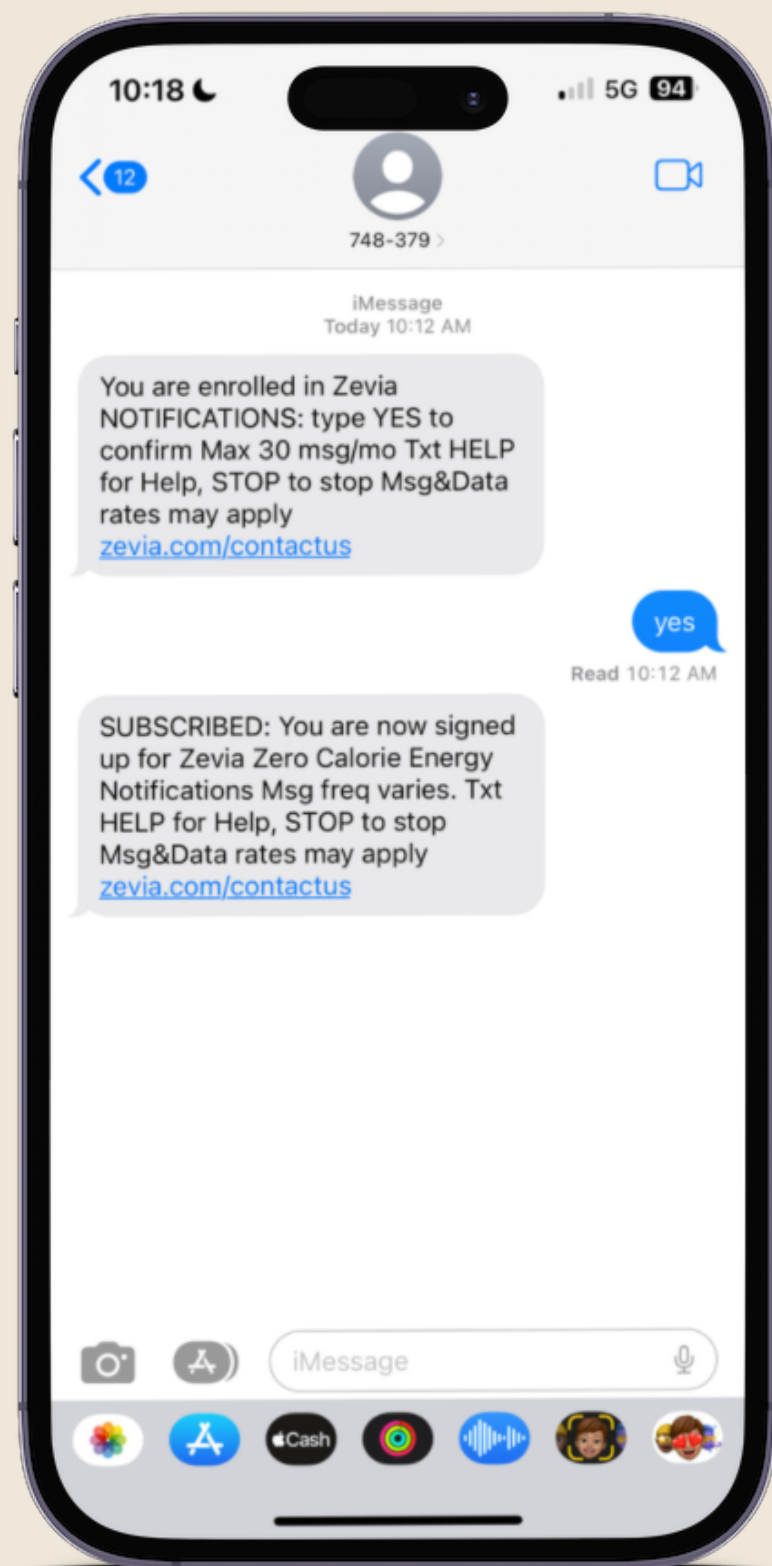 10:18 5G 94
12
748-379
iMessage
Today 10:12 AM
You are enrolled in Zevia
NOTIFICATIONS: type YES to
confirm Max 30 msg/mo Txt HELP
for Help, STOP to stop Msg&Data
rates may apply
zevia.com/contactus
yes
Read 10:12 AM
SUBSCRIBED: You are now signed
up for Zevia Zero Calorie Energy
Notifications Msg freq varies. Txt
HELP for Help, STOP to stop
Msg&Data rates may apply
zevia.com/contactus
iMessage
Cash